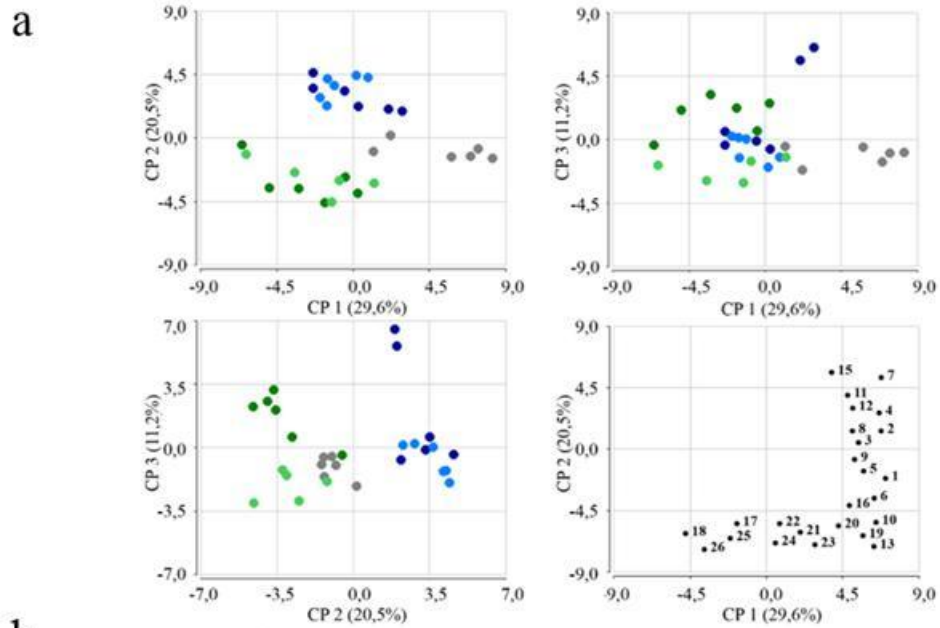 a
9,0
4,5
0,0
-4,5
-9,0
CP 2 (20,5%)
-9,0 -4,5 0,0 4,5 9,0
CP 1 (29,6%)
9,0
4,5
0,0
-4,5
-9,0
CP 3 (11,2%)
-9,0 -4,5 0,0 4,5 9,0
CP 1 (29,6%)
7,0
3,5
0,0
-3,5
-7,0
CP 3 (11,2%)
-7,0 -3,5 0,0 3,5 7,0
CP 2 (20,5%)
9,0
4,5
0,0
-4,5
-9,0
CP 2 (20,5%)
15 7
11
12 4
8 2
3
9
5
1
6
16
18 17 22 20 10
25 21 19
26 24 23 13
-9,0 -4,5 0,0 4,5 9,0
CP 1 (29,6%)